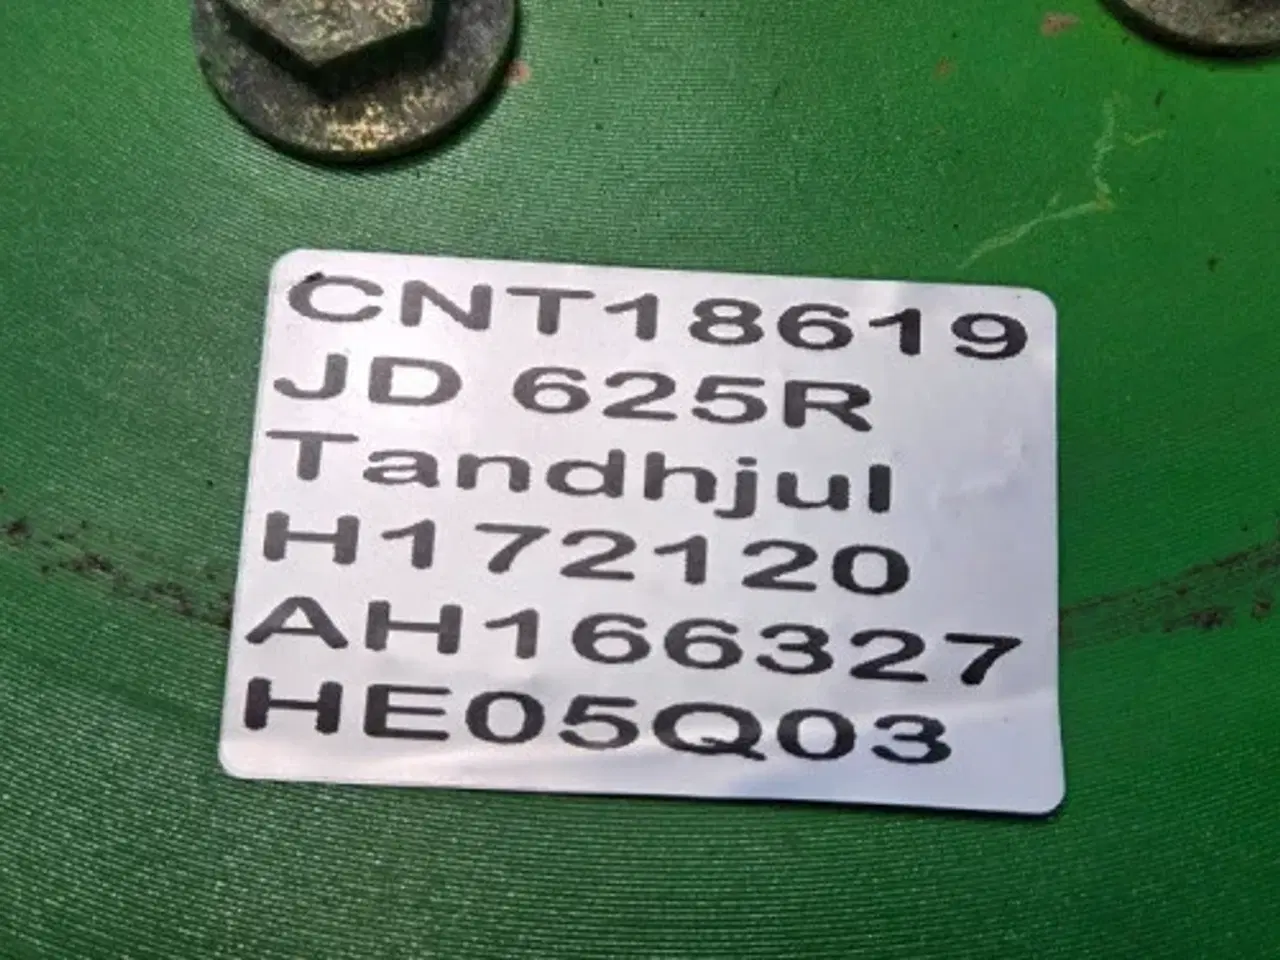 CNT18619
JD 625R
Tandhjul
H172120
AH166327
HE05Q03